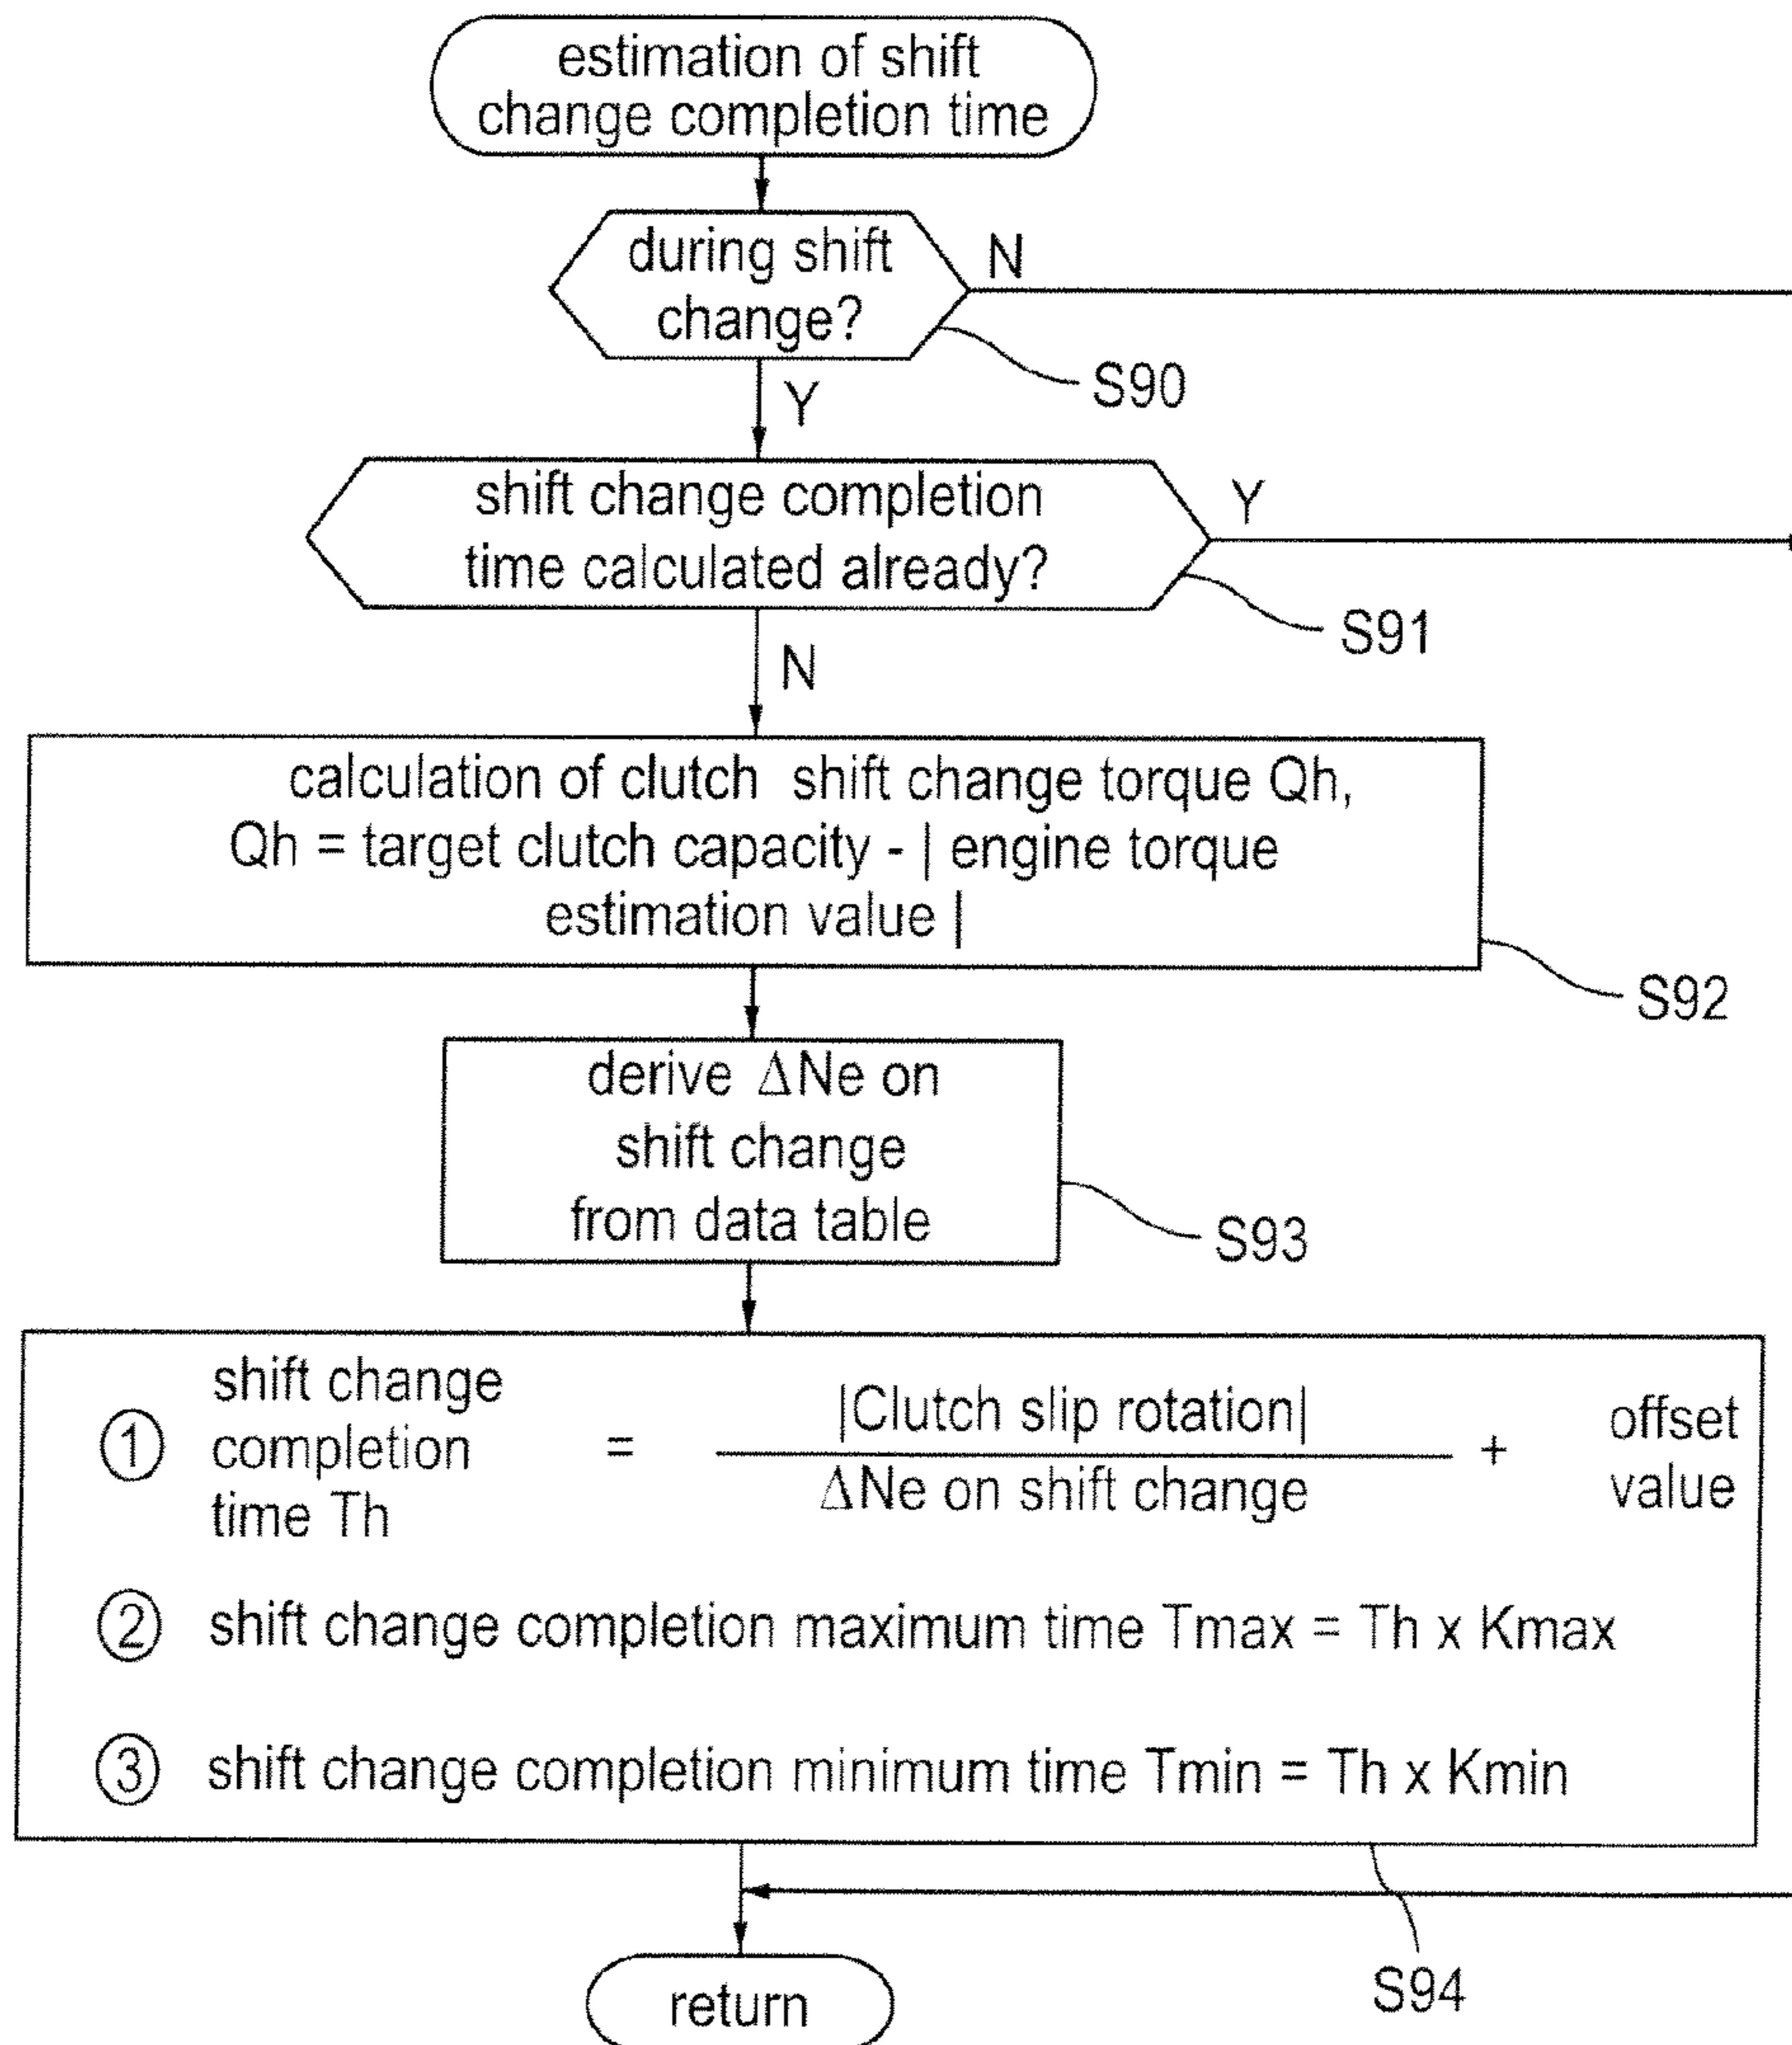 estimation of shift
change completion time
during shift
change?
N
S90
Y
shift change completion
time calculated already?
Y
S91
N
calculation of clutch shift change torque Qh,
Qh = target clutch capacity - | engine torque
estimation value |
S92
derive ΔNe on
shift change
from data table
S93
① shift change
completion
time Th
= |Clutch slip rotation|
ΔNe on shift change
+ offset
value
② shift change completion maximum time Tmax = Th x Kmax
③ shift change completion minimum time Tmin = Th x Kmin
S94
return